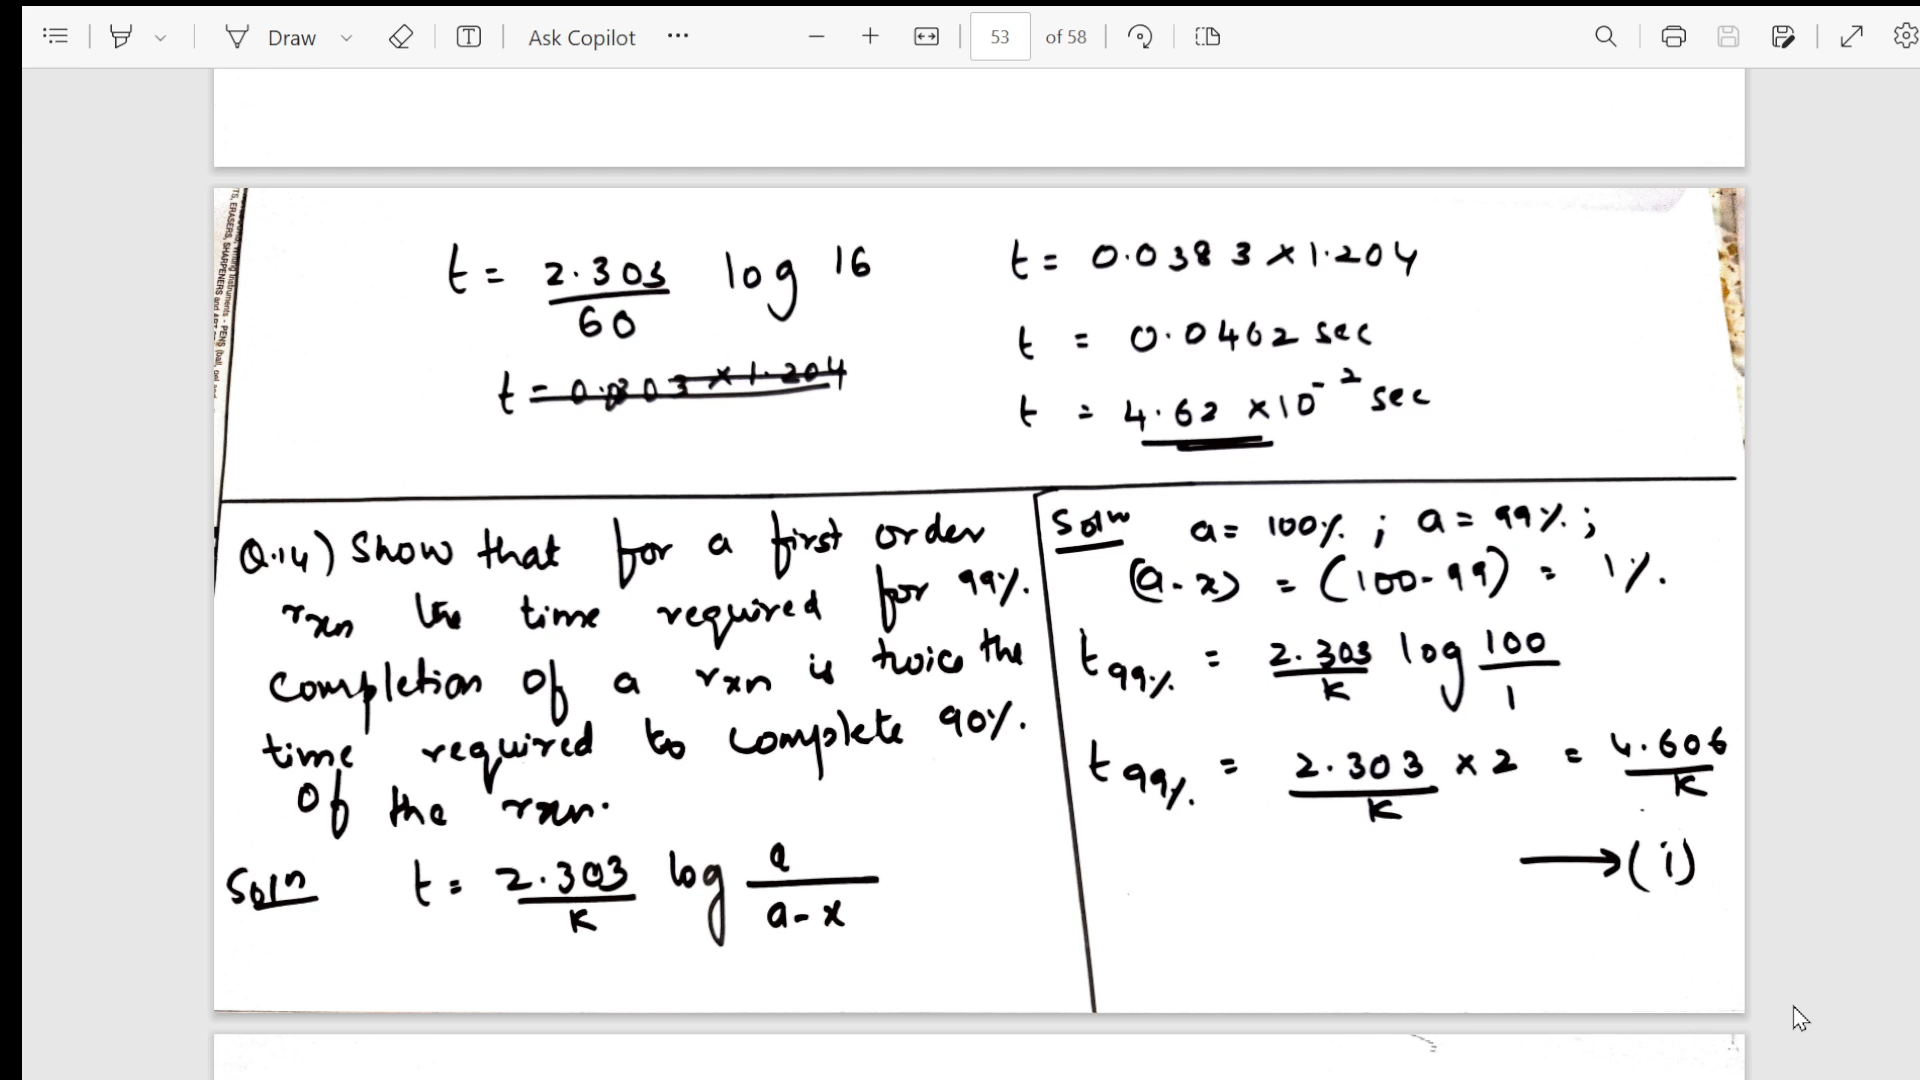 Draw
Ask Copilot
53 of 58
t = 2.303/60 log 16
t = 0.0383 × 1.204
t = 0.0462 sec
t = 4.62 × 10⁻² sec
Q.14) Show that for a first order
rxn the time required for 99%.
completion of a rxn is twice the
time required to complete 90%.
of the rxn.
Soln t = 2.303/K log a/a-x
Soln a = 100% ; a = 99% ;
(a-x) = (100-99) = 1%.
t99% = 2.303/K log 100/1
t99%. = 2.303/K × 2 = 4.606/K
→ (i)